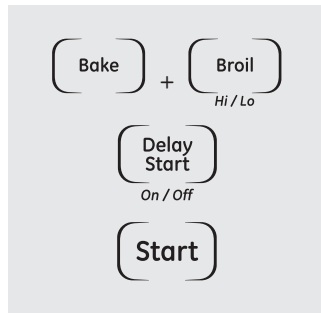 Bake + Broil
Hi / Lo
Delay
Start
On / Off
Start